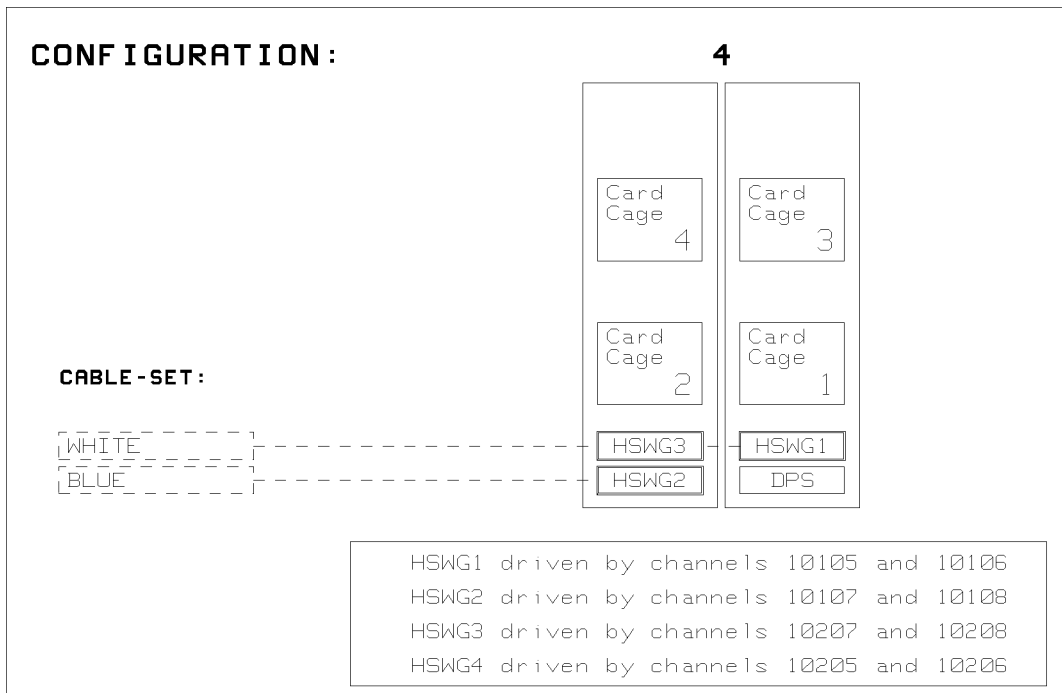 CONFIGURATION: 4
Card
Cage
4
Card
Cage
3
Card
Cage
2
Card
Cage
1
CABLE-SET:
WHITE
HSWG3
HSWG1
BLUE
HSWG2
DPS
HSWG1 driven by channels 10105 and 10106
HSWG2 driven by channels 10107 and 10108
HSWG3 driven by channels 10207 and 10208
HSWG4 driven by channels 10205 and 10206